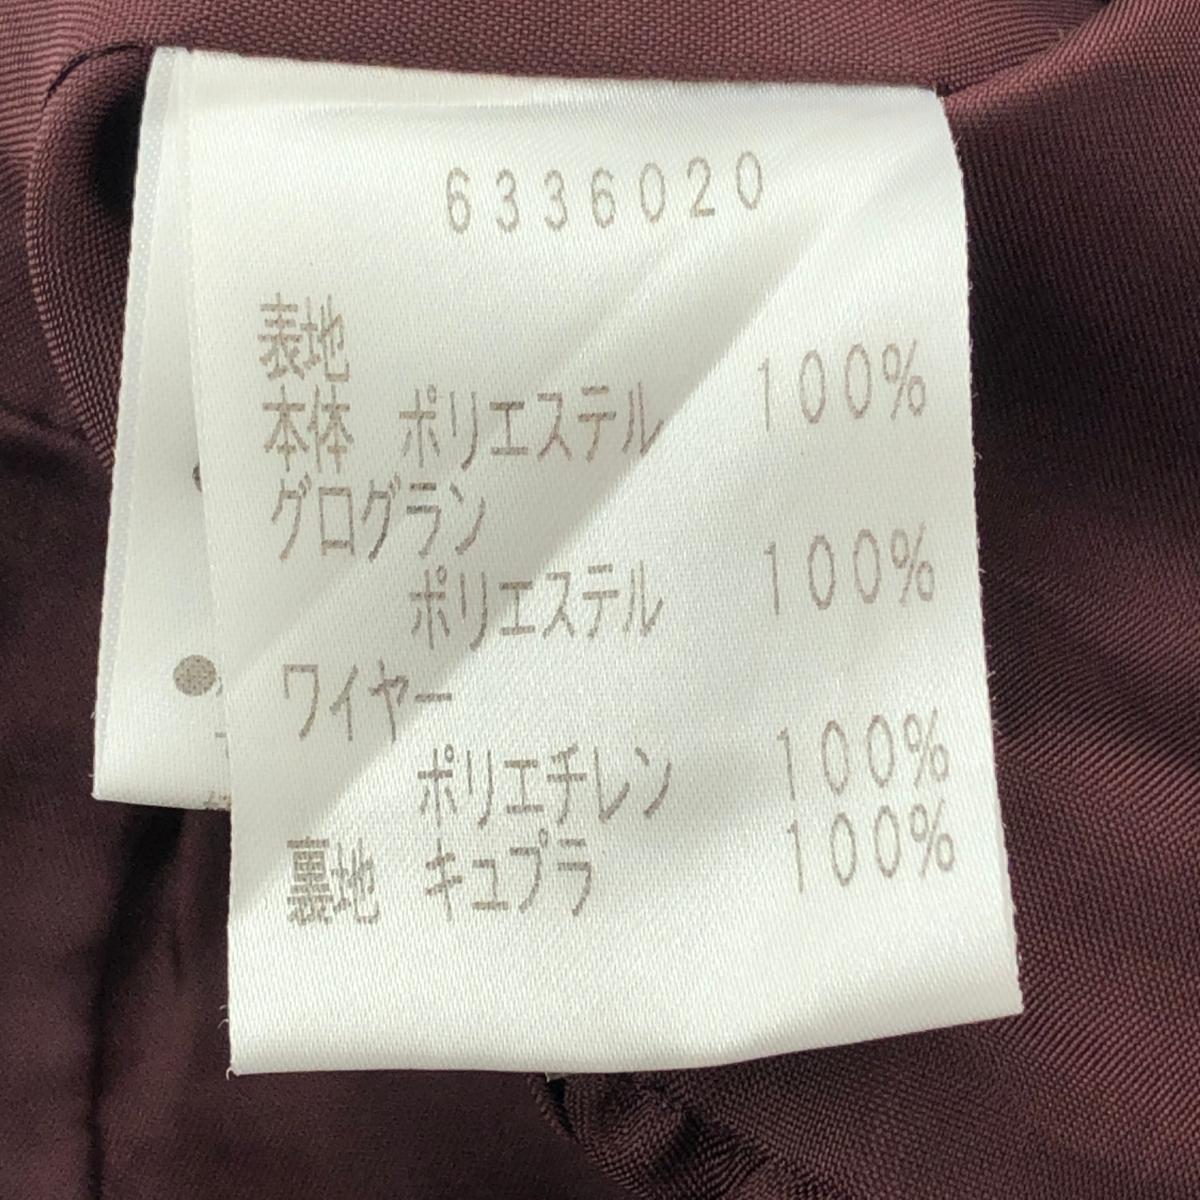 6336020
表地
本体 ポリエステル 100%
グログラン
ポリエステル 100%
ワイヤー
ポリエチレン 100%
裏地 キュプラ 100%